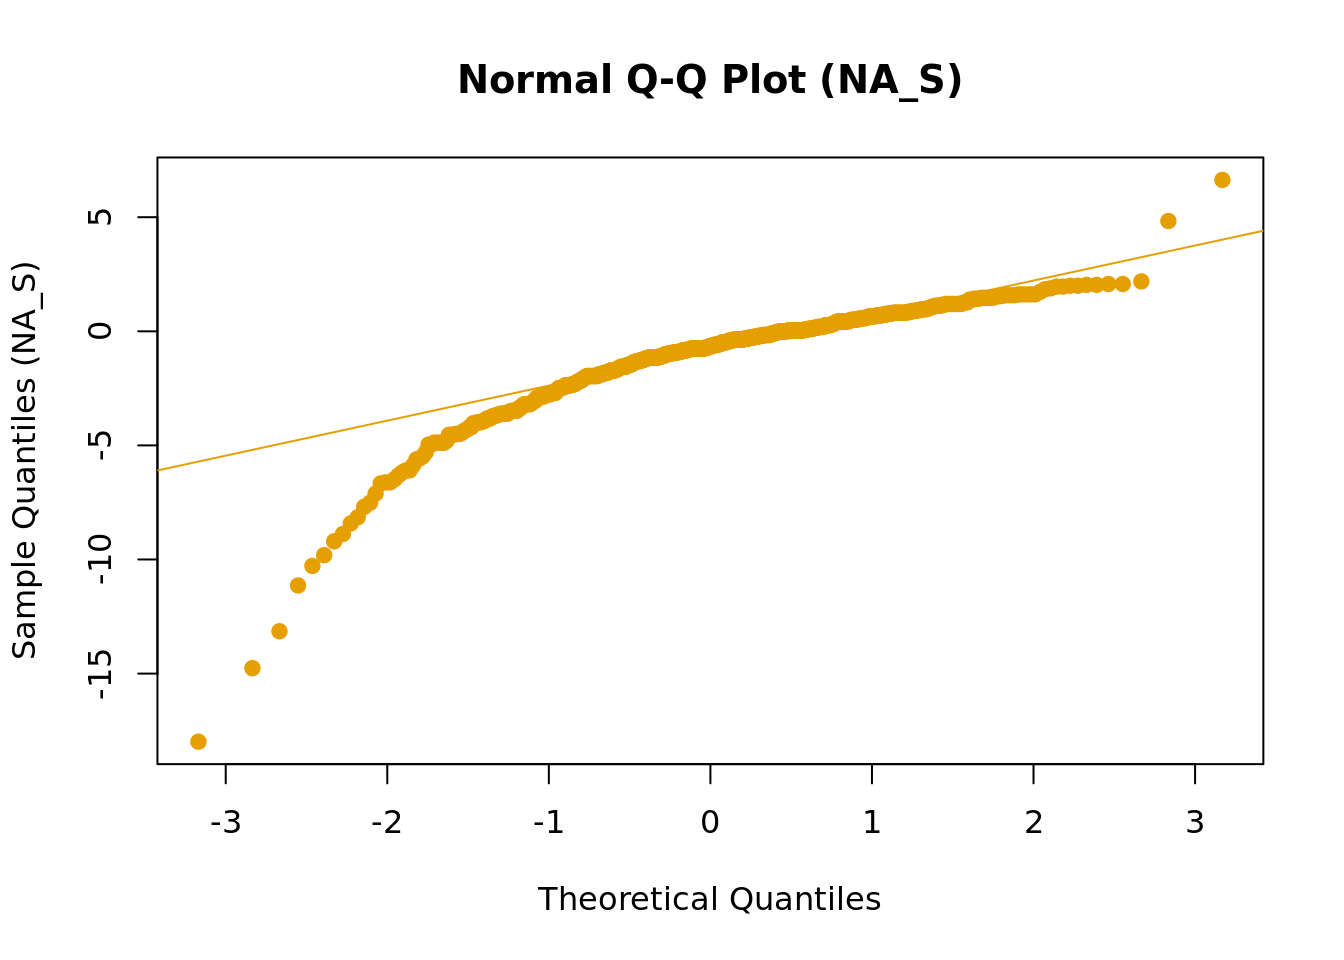 Normal Q-Q Plot (NA_S)
Sample Quantiles (NA_S)
5
0
-5
-10
-15
-3 -2 -1 0 1 2 3
Theoretical Quantiles